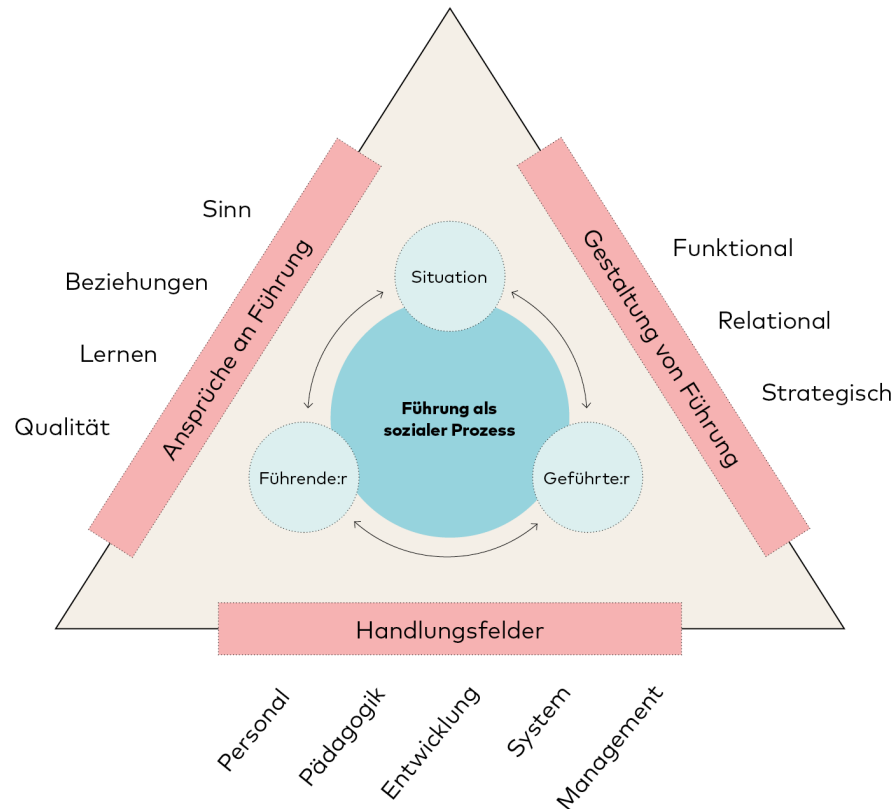 Sinn
Beziehungen
Lernen
Qualität
Ansprüche an Führung
Situation
Führung als
sozialer Prozess
Führende:r
Geführte:r
Gestaltung von Führung
Funktional
Relational
Strategisch
Handlungsfelder
Personal
Pädagogik
Entwicklung
System
Management